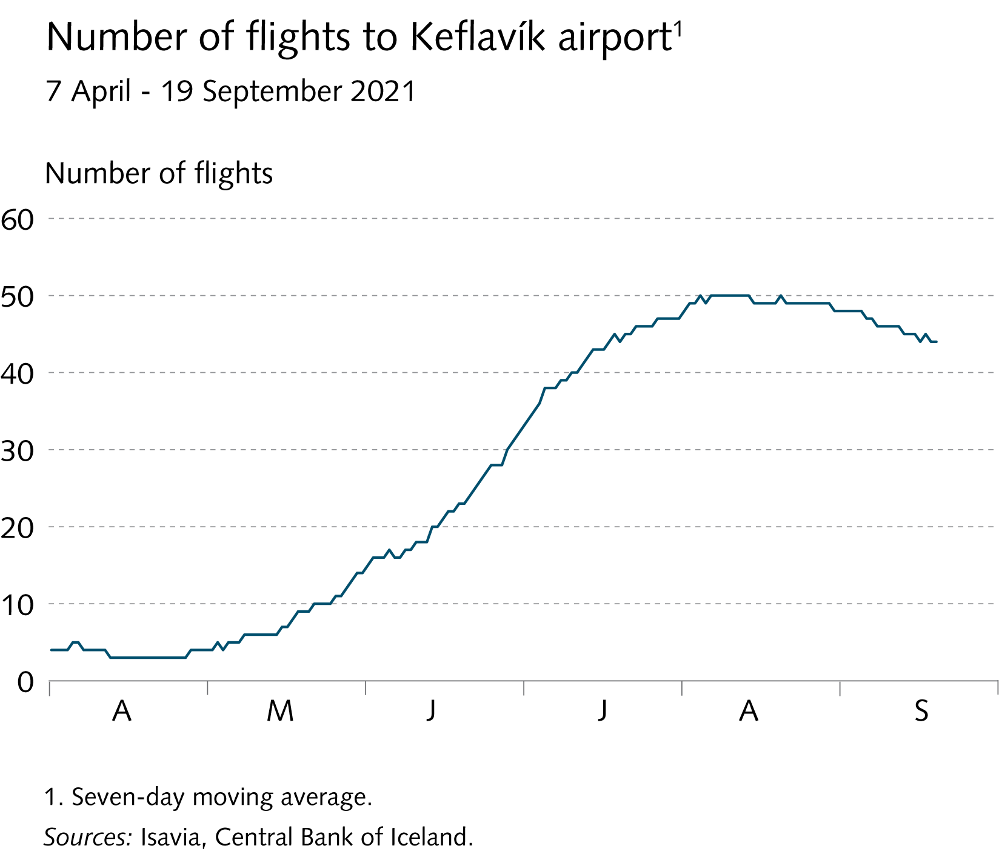 Number of flights to Keflavík airport¹
7 April - 19 September 2021
Number of flights
60
50
40
30
20
10
0
A M J J A S
1. Seven-day moving average.
Sources: Isavia, Central Bank of Iceland.